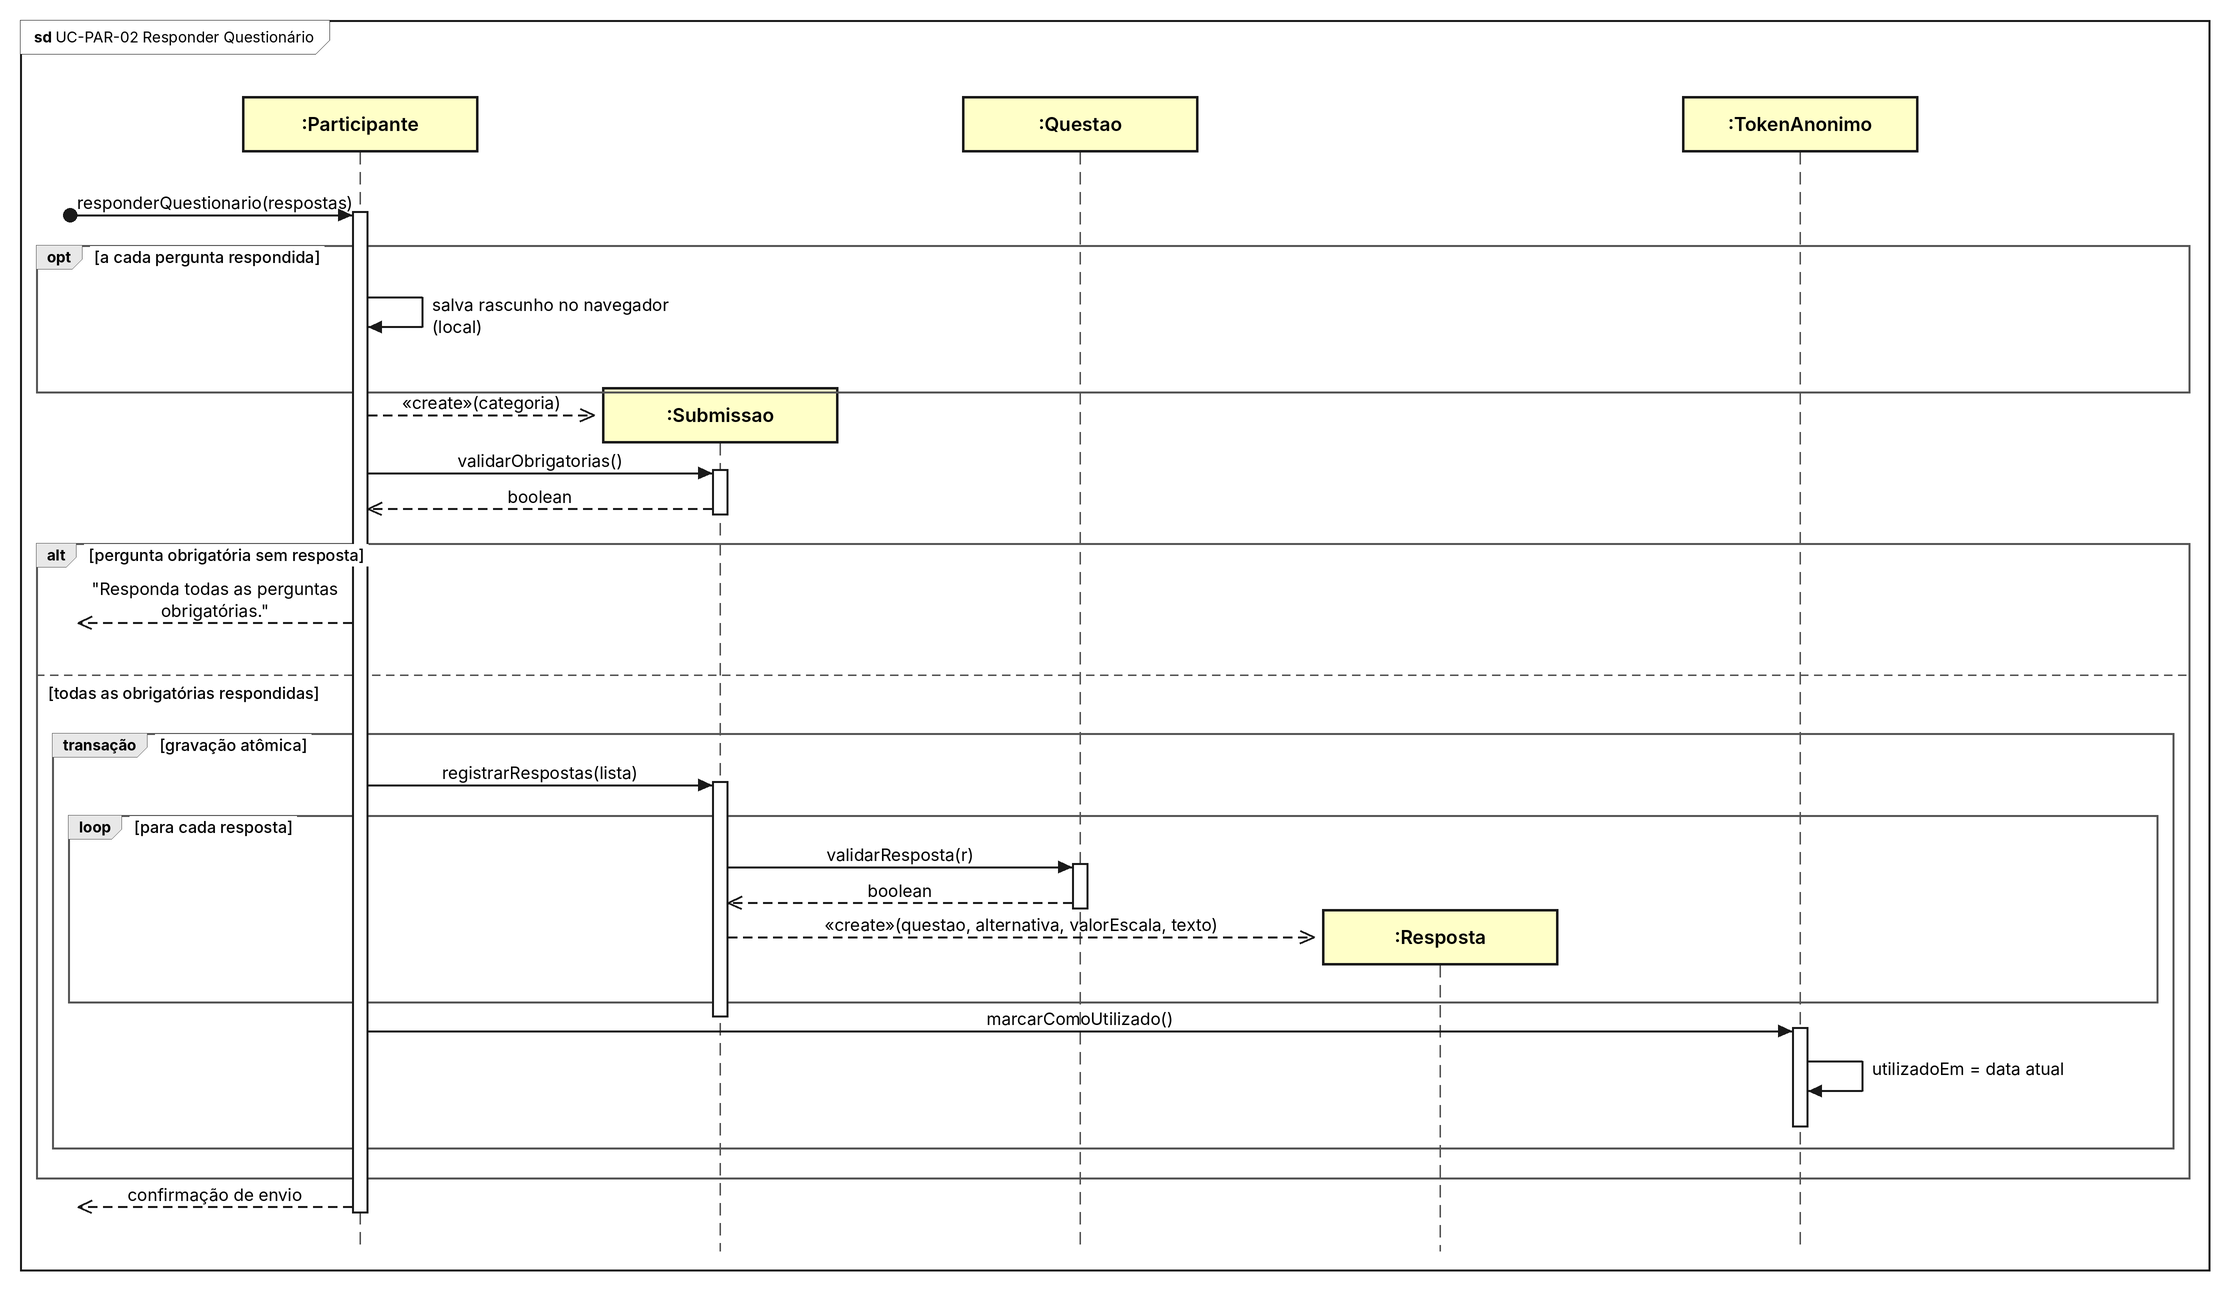 sd UC-PAR-02 Responder Questionário
:Participante
:Questao
:TokenAnonimo
responderQuestionario(respostas)
opt
[a cada pergunta respondida]
salva rascunho no navegador
(local)
«create»(categoria)
:Submissao
validarObrigatorias()
boolean
alt
[pergunta obrigatória sem resposta]
"Responda todas as perguntas
obrigatórias."
[todas as obrigatórias respondidas]
transação
[gravação atômica]
registrarRespostas(lista)
loop
[para cada resposta]
validarResposta(r)
boolean
«create»(questao, alternativa, valorEscala, texto)
:Resposta
marcarComoUtilizado()
utilizadoEm = data atual
confirmação de envio